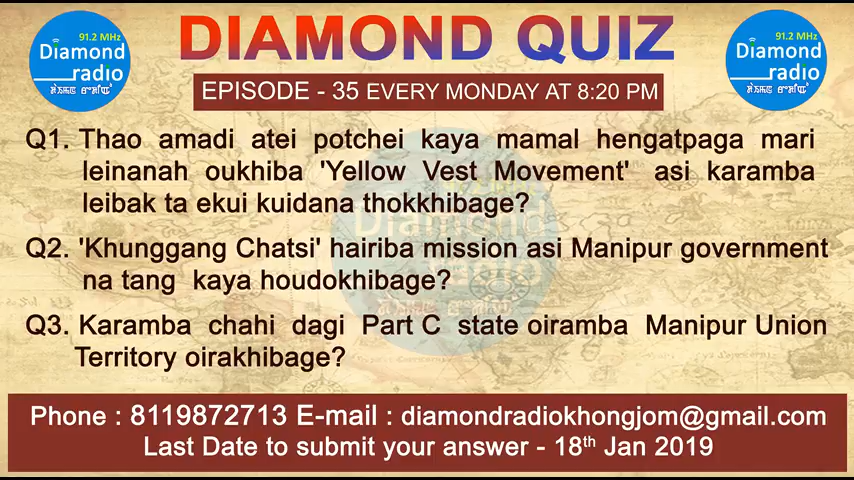 91.2 MHz
Diamond
radio
DIAMOND QUIZ
91.2 MHz
Diamond
radio
EPISODE - 35 EVERY MONDAY AT 8:20 PM
Q1. Thao amadi atei potchei kaya mamal hengatpaga mari
leinanah oukhiba 'Yellow Vest Movement' asi karamba
leibak ta ekui kuidana thokkhibage?
Q2. 'Khunggang Chatsi' hairiba mission asi Manipur government
na tang kaya houdokhibage?
Q3. Karamba chahi dagi Part C state oiramba Manipur Union
Territory oirakhibage?
Phone : 8119872713 E-mail : diamondradiokhongjom@gmail.com
Last Date to submit your answer - 18th Jan 2019